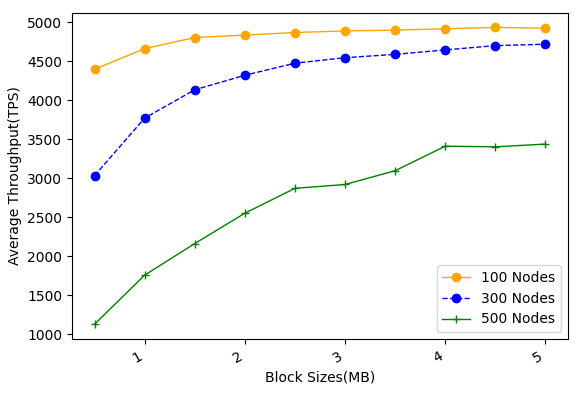 5000
4500
4000
3500
3000
2500
2000
1500
1000
Average Throughput(TPS)
100 Nodes
300 Nodes
500 Nodes
1 2 3 4 5
Block Sizes(MB)